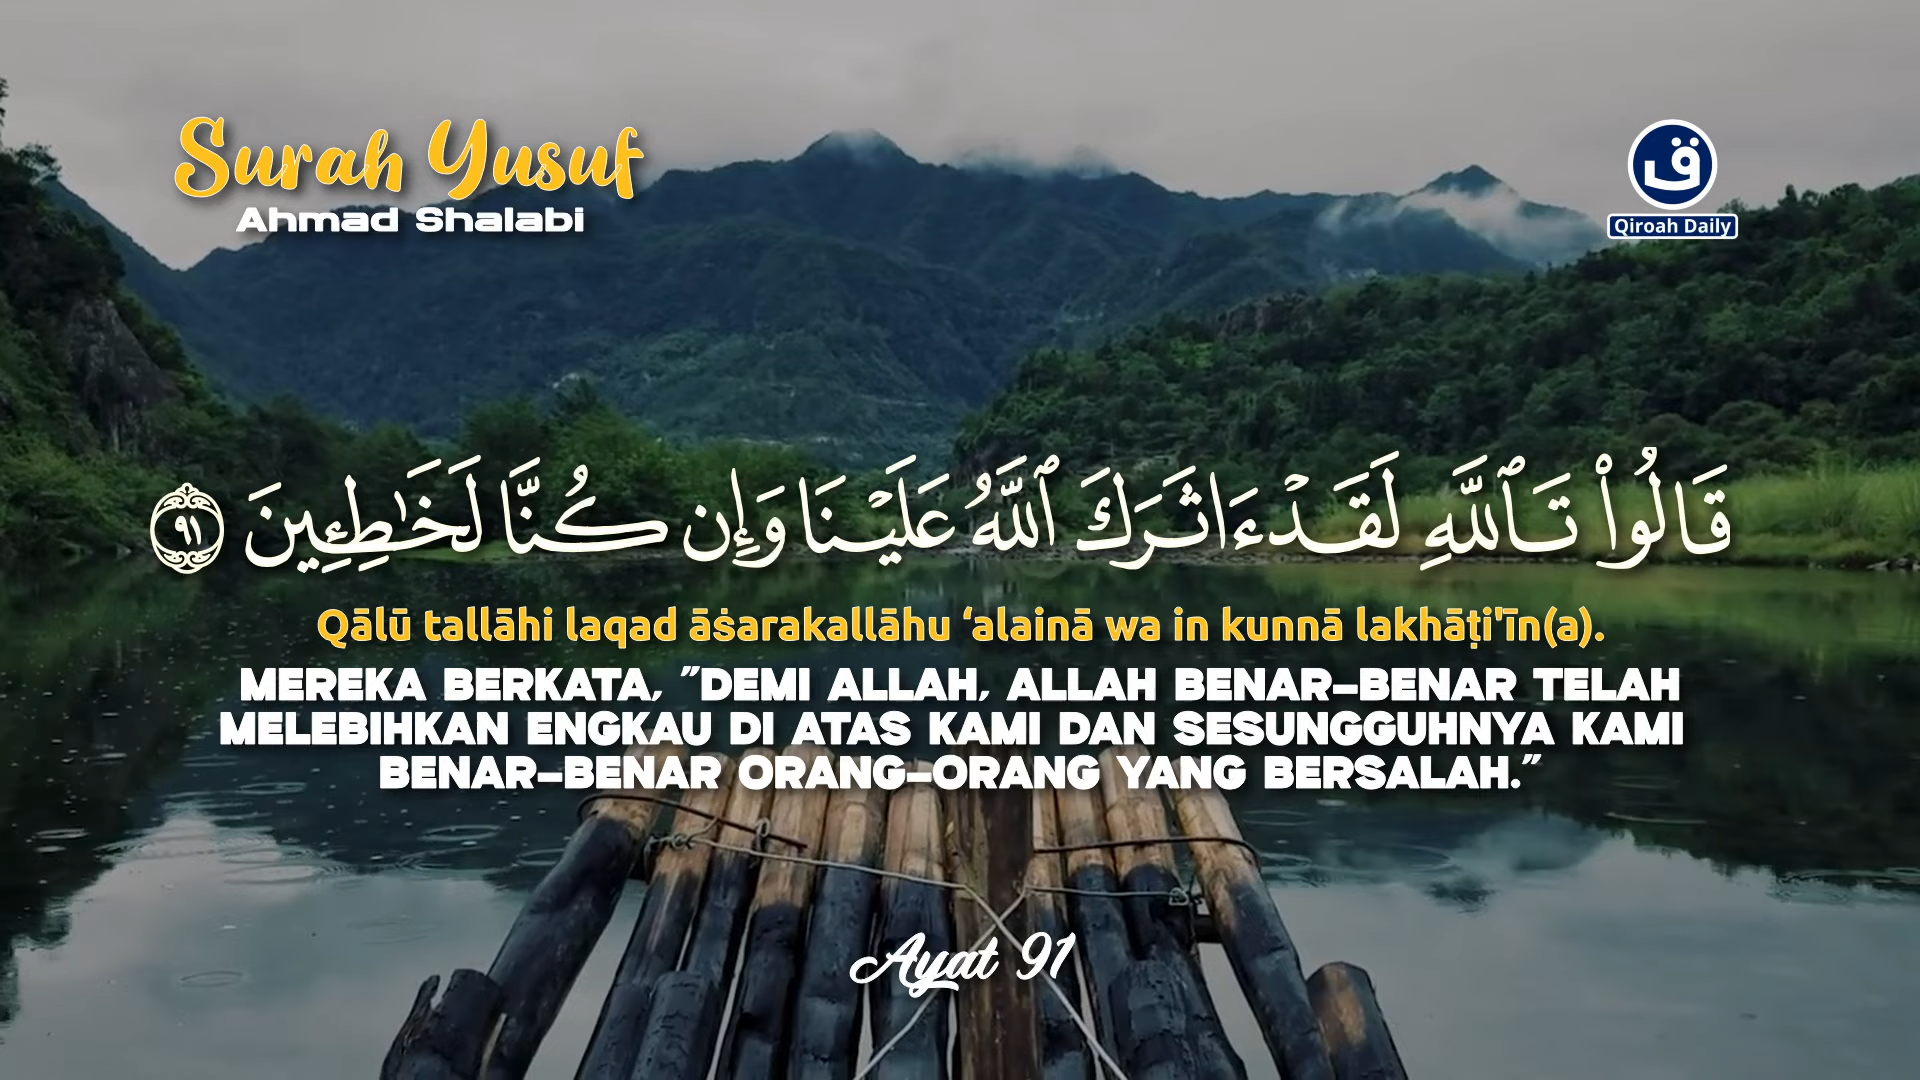 Surah Yusuf
Ahmad Shalabi
ق
Qiroah Daily
قَالُوا۟ تَٱللَّهِ لَقَدْ ءَاثَرَكَ ٱللَّهُ عَلَيْنَا وَإِن كُنَّا لَخَـٰطِـِٔينَ ٩١
Qālū tallāhi laqad āṡarakallāhu ‘alainā wa in kunnā lakhāṭi'īn(a).
MEREKA BERKATA, "DEMI ALLAH, ALLAH BENAR-BENAR TELAH
MELEBIHKAN ENGKAU DI ATAS KAMI DAN SESUNGGUHNYA KAMI
BENAR-BENAR ORANG-ORANG YANG BERSALAH."
Ayat 91